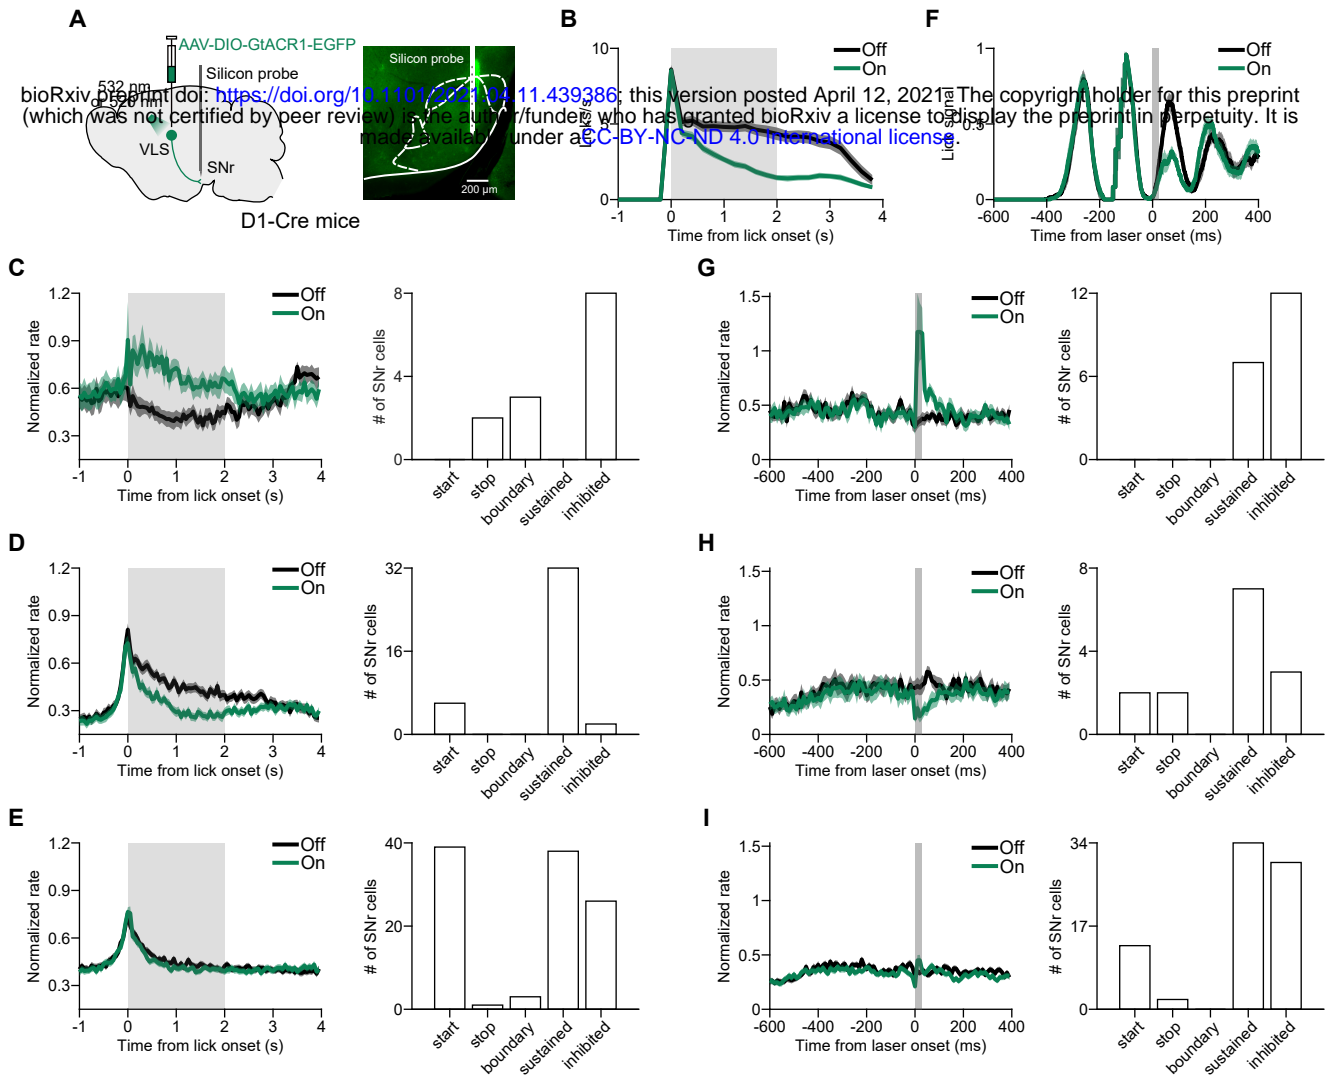 A
AAV-DIO-GtACR1-EGFP
Silicon probe
532 nm
VLS
SNr
D1-Cre mice
Silicon probe
200 µm
bioRxiv preprint doi: https://doi.org/10.1101/2021.04.11.439386; this version posted April 12, 2021. The copyright holder for this preprint
(which was not certified by peer review) is the author/funder, who has granted bioRxiv a license to display the preprint in perpetuity. It is
made available under aCC-BY-NC-ND 4.0 International license.
B
Off
On
10
0
Licks/s
-1 0 1 2 3 4
Time from lick onset (s)
F
Off
On
1
0
Lick signal
-600 -400 -200 0 200 400
Time from laser onset (ms)
C
Off
On
1.2
0.9
0.6
0.3
Normalized rate
-1 0 1 2 3 4
Time from lick onset (s)
8
4
0
# of SNr cells
start stop boundary sustained inhibited
G
Off
On
1.5
1
0.5
0
Normalized rate
-600 -400 -200 0 200 400
Time from laser onset (ms)
12
6
0
# of SNr cells
start stop boundary sustained inhibited
D
Off
On
1.2
0.9
0.6
0.3
Normalized rate
-1 0 1 2 3 4
Time from lick onset (s)
32
16
0
# of SNr cells
start stop boundary sustained inhibited
H
Off
On
1.5
1
0.5
0
Normalized rate
-600 -400 -200 0 200 400
Time from laser onset (ms)
8
4
0
# of SNr cells
start stop boundary sustained inhibited
E
Off
On
1.2
0.9
0.6
0.3
Normalized rate
-1 0 1 2 3 4
Time from lick onset (s)
40
20
0
# of SNr cells
start stop boundary sustained inhibited
I
Off
On
1.5
1
0.5
0
Normalized rate
-600 -400 -200 0 200 400
Time from laser onset (ms)
34
17
0
# of SNr cells
start stop boundary sustained inhibited